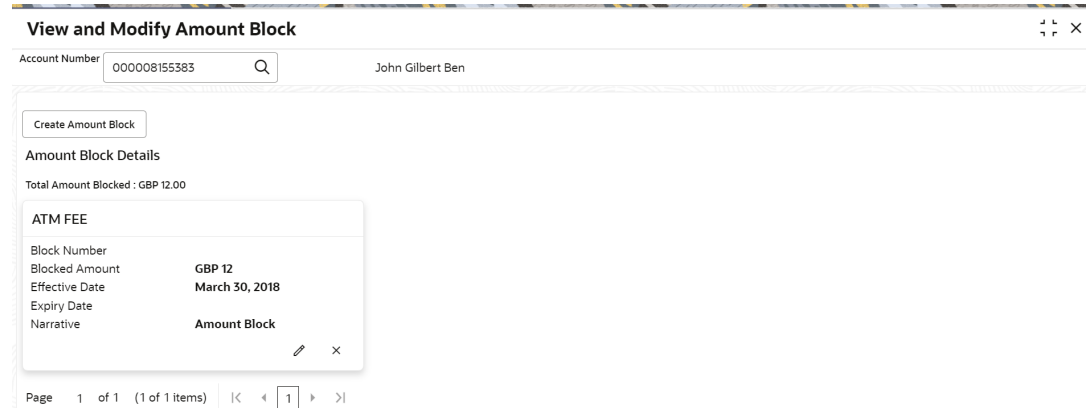 View and Modify Amount Block
Account Number 000008155383 John Gilbert Ben
Create Amount Block
Amount Block Details
Total Amount Blocked : GBP 12.00
ATM FEE
Block Number
Blocked Amount GBP 12
Effective Date March 30, 2018
Expiry Date
Narrative Amount Block
Page 1 of 1 (1 of 1 items) 1